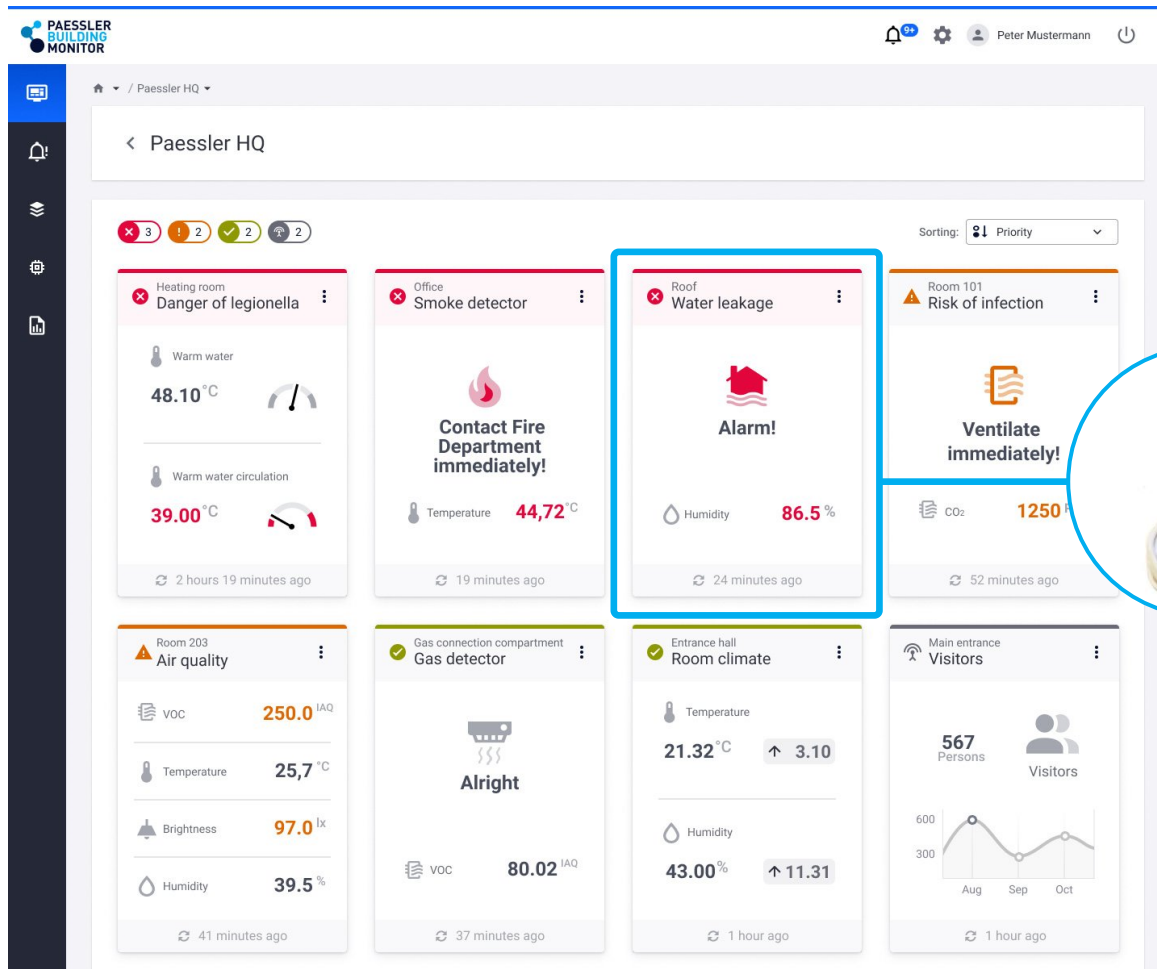 PAESSLER
BUILDING
MONITOR
9+
Peter Mustermann
/ Paessler HQ
Paessler HQ
3
2
2
2
Sorting: Priority
Heating room
Danger of legionella
Warm water
48.10 °C
Warm water circulation
39.00 °C
2 hours 19 minutes ago
Office
Smoke detector
Contact Fire
Department
immediately!
Temperature 44,72 °C
19 minutes ago
Roof
Water leakage
Alarm!
Humidity 86.5 %
24 minutes ago
Room 101
Risk of infection
Ventilate
immediately!
CO2 1250
52 minutes ago
Room 203
Air quality
VOC 250.0 IAQ
Temperature 25,7 °C
Brightness 97.0 lx
Humidity 39.5 %
41 minutes ago
Gas connection compartment
Gas detector
Alright
VOC 80.02 IAQ
37 minutes ago
Entrance hall
Room climate
Temperature
21.32 °C ↑ 3.10
Humidity
43.00 % ↑ 11.31
1 hour ago
Main entrance
Visitors
567
Persons
Visitors
600
300
Aug Sep Oct
1 hour ago